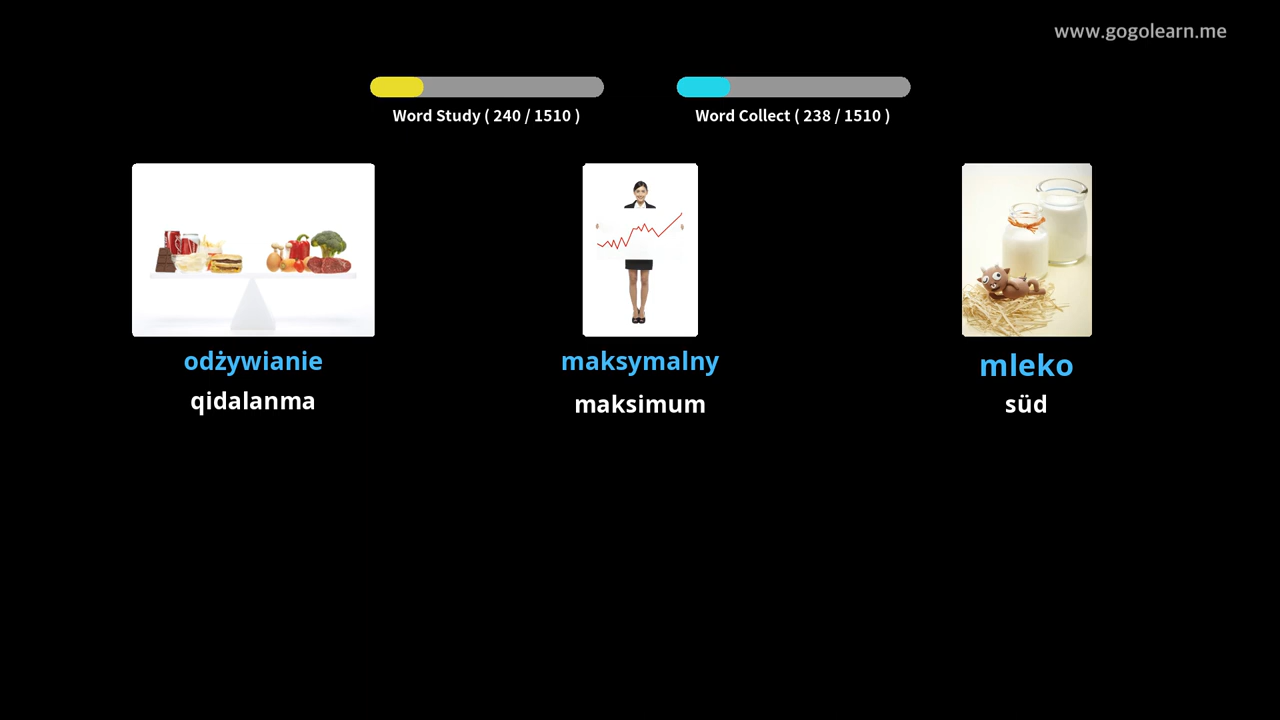 www.gogolearn.me
Word Study ( 240 / 1510 )
Word Collect ( 238 / 1510 )
odżywianie
qidalanma
maksymalny
maksimum
mleko
süd